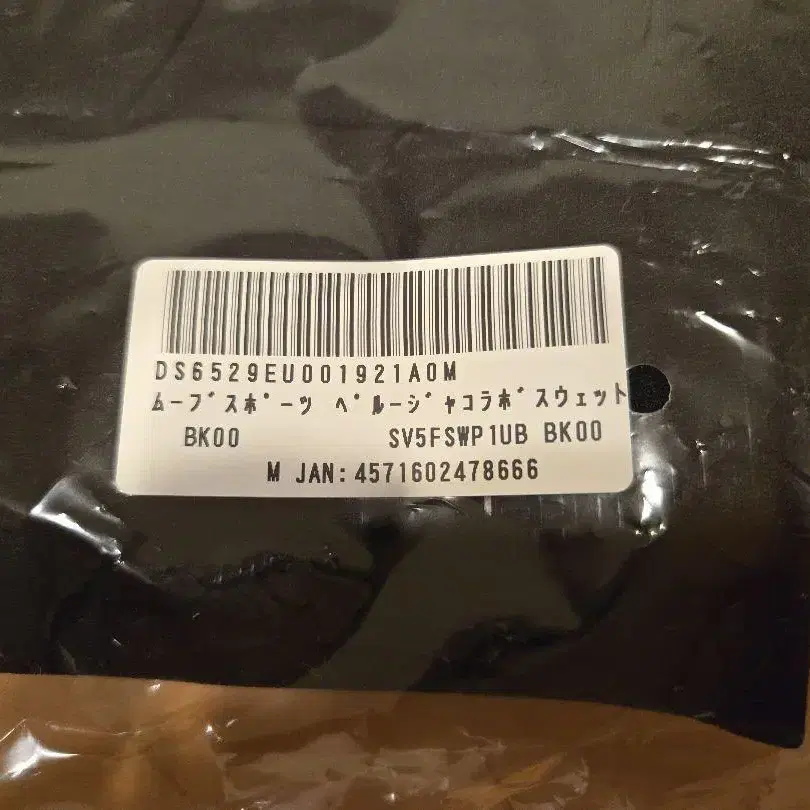 DS6529EU001921A0M
ﾑｰﾌﾞｽﾎﾟｰﾂ ﾍﾟﾙｰｼﾞｬｺﾗﾎﾞｽｳｪｯﾄ
BK00 SV5FSWP1UB BK00
M JAN:4571602478666